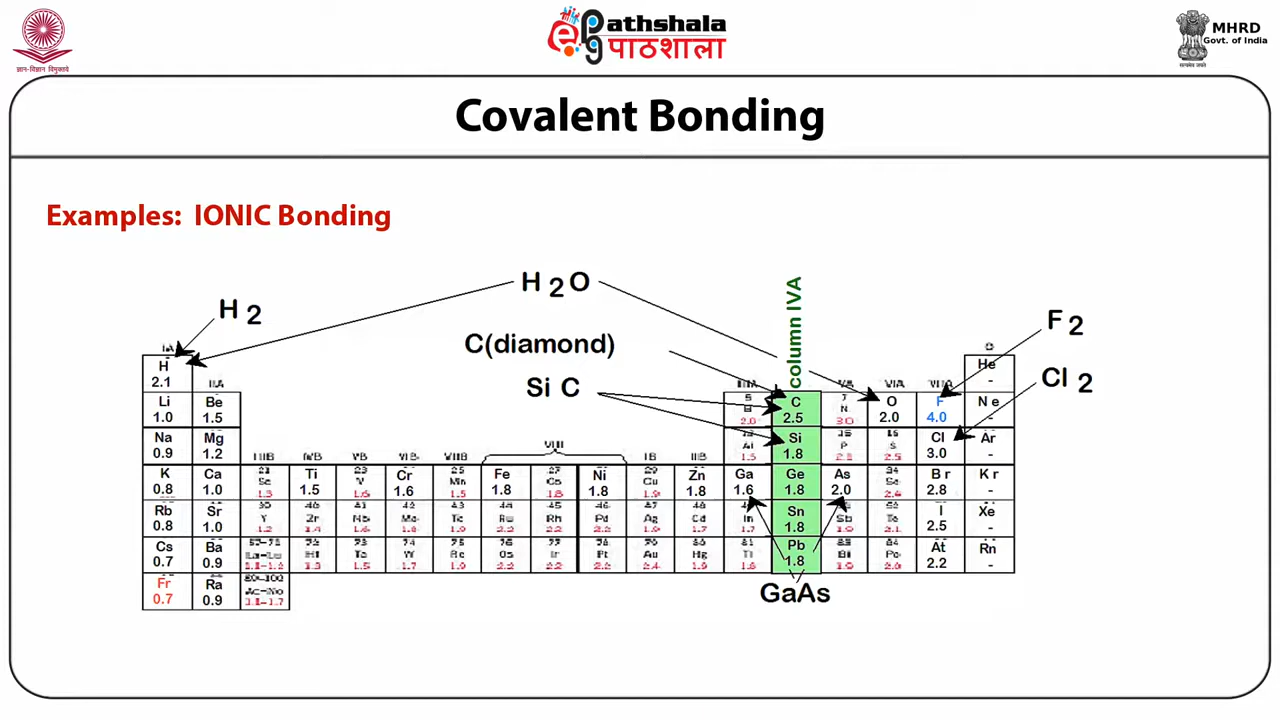 ज्ञान-विज्ञान विमुक्तये
epg
athshala
पाठशाला
सत्यमेव जयते
MHRD
Govt. of India
Covalent Bonding
Examples: IONIC Bonding
H 2
H 2 O
C(diamond)
Si C
column IVA
F 2
Cl 2
IIA VA VIA
H He
2.1 -
Li Be C O F Ne
1.0 1.5 2.0 2.5 3.0 2.0 4.0 -
Na Mg Si P S Cl Ar
0.9 1.2 1.5 1.8 2.1 2.5 3.0 -
IIIB IVB VB VIB VIIB VIII IB IIB
K Ca Sc Ti V Cr Mn Fe Co Ni Cu Zn Ga Ge As Se Br Kr
0.8 1.0 1.3 1.5 1.6 1.6 1.5 1.8 1.8 1.8 1.9 1.8 1.6 1.8 2.0 2.4 2.8 -
Rb Sr Y Zr Nb Mo Tc Ru Rh Pd Ag Cd In Sn Sb Te I Xe
0.8 1.0 1.2 1.4 1.6 1.8 1.9 2.2 2.2 2.2 1.9 1.7 1.7 1.8 1.9 2.1 2.5 -
Cs Ba La-Lu Hf Ta W Re Os Ir Pt Au Hg Tl Pb Bi Po At Rn
0.7 0.9 1.1-1.2 1.3 1.5 1.7 1.9 2.2 2.2 2.2 2.4 1.9 1.8 1.8 1.9 2.0 2.2 -
Fr Ra Ac-No
0.7 0.9 1.1-1.7
GaAs